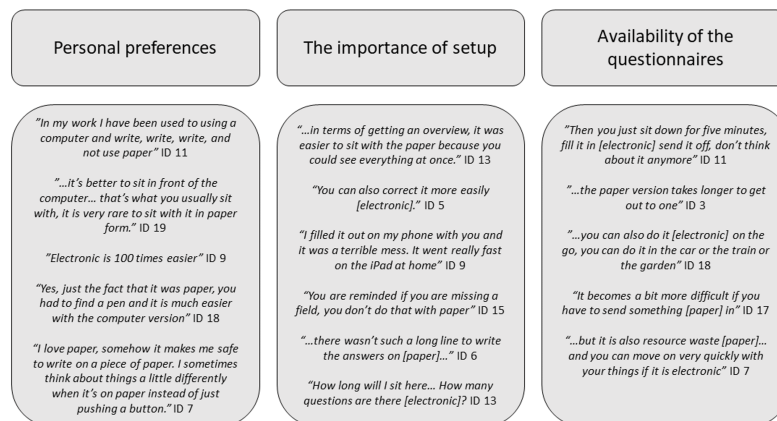 Personal preferences
"In my work I have been used to using a
computer and write, write, write, and
not use paper" ID 11
"…it's better to sit in front of the
computer… that's what you usually sit
with, it is very rare to sit with it in paper
form." ID 19
"Electronic is 100 times easier" ID 9
"Yes, just the fact that it was paper, you
had to find a pen and it is much easier
with the computer version" ID 18
"I love paper, somehow it makes me safe
to write on a piece of paper. I sometimes
think about things a little differently
when it's on paper instead of just
pushing a button." ID 7
The importance of setup
"…in terms of getting an overview, it was
easier to sit with the paper because you
could see everything at once." ID 13
"You can also correct it more easily
[electronic]." ID 5
"I filled it out on my phone with you and
it was a terrible mess. It went really fast
on the iPad at home" ID 9
"You are reminded if you are missing a
field, you don't do that with paper" ID 15
"…there wasn't such a long line to write
the answers on [paper]…" ID 6
"How long will I sit here… How many
questions are there [electronic]? ID 13
Availability of the
questionnaires
"Then you just sit down for five minutes,
fill it in [electronic] send it off, don't think
about it anymore" ID 11
"…the paper version takes longer to get
out to one" ID 3
"…you can also do it [electronic] on the
go, you can do it in the car or the train or
the garden" ID 18
"It becomes a bit more difficult if you
have to send something [paper] in" ID 17
"…but it is also resource waste [paper]…
and you can move on very quickly with
your things if it is electronic" ID 7